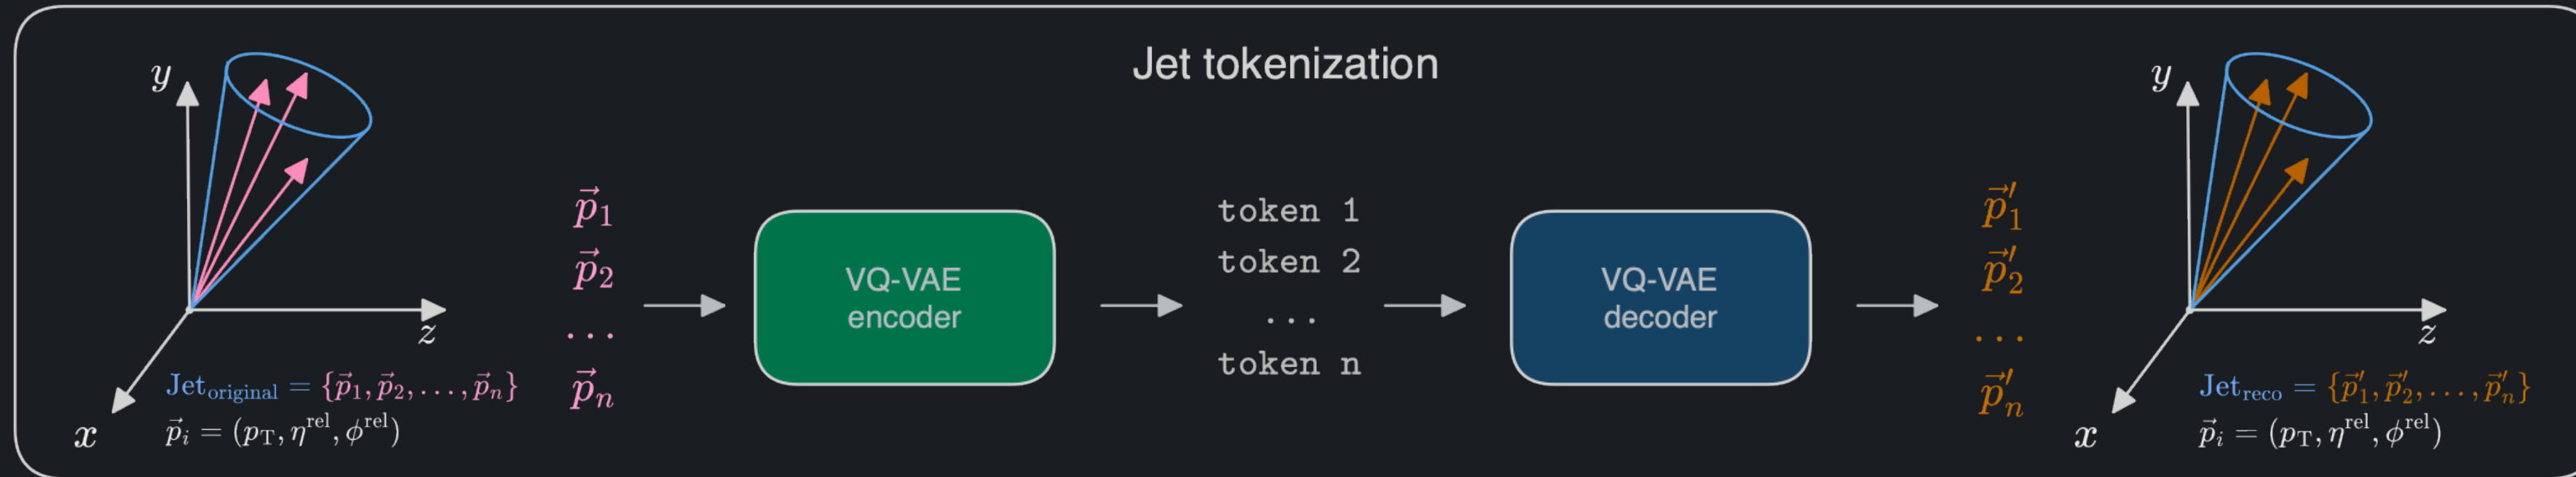 Jet tokenization
y
z
x
Jet_original = {p⃗_1, p⃗_2, ..., p⃗_n}
p⃗_i = (p_T, η^rel, ϕ^rel)
p⃗_1
p⃗_2
...
p⃗_n
VQ-VAE
encoder
token 1
token 2
...
token n
VQ-VAE
decoder
p⃗′_1
p⃗′_2
...
p⃗′_n
y
z
x
Jet_reco = {p⃗′_1, p⃗′_2, ..., p⃗′_n}
p⃗_i = (p_T, η^rel, ϕ^rel)